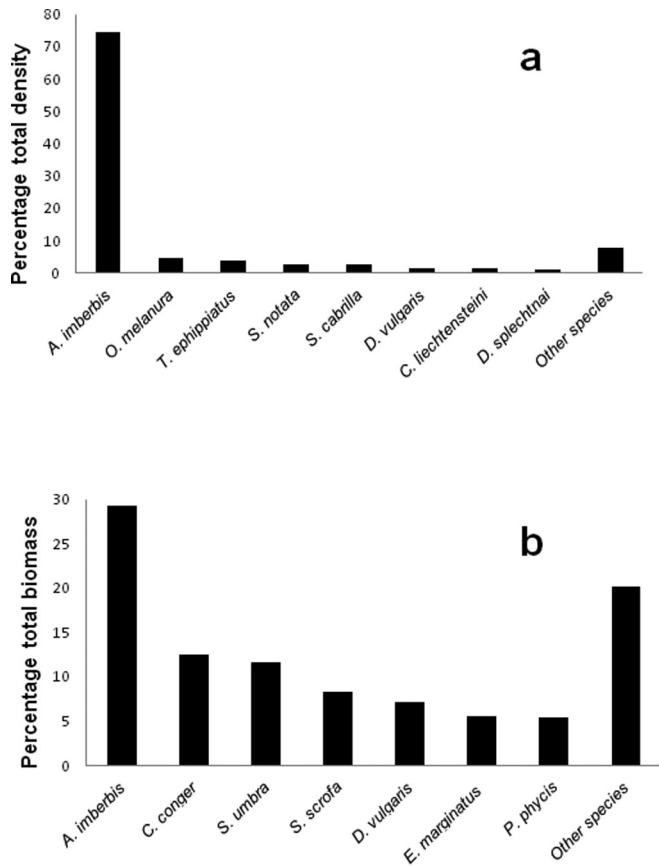 a
Percentage total density
80
70
60
50
40
30
20
10
0
A. imberbis
O. melanura
T. ephippiatus
S. notata
S. cabrilla
D. vulgaris
C. liechtensteini
D. splechtnai
Other species
b
Percentage total biomass
30
25
20
15
10
5
0
A. imberbis
C. conger
S. umbra
S. scrofa
D. vulgaris
E. marginatus
P. phycis
Other species